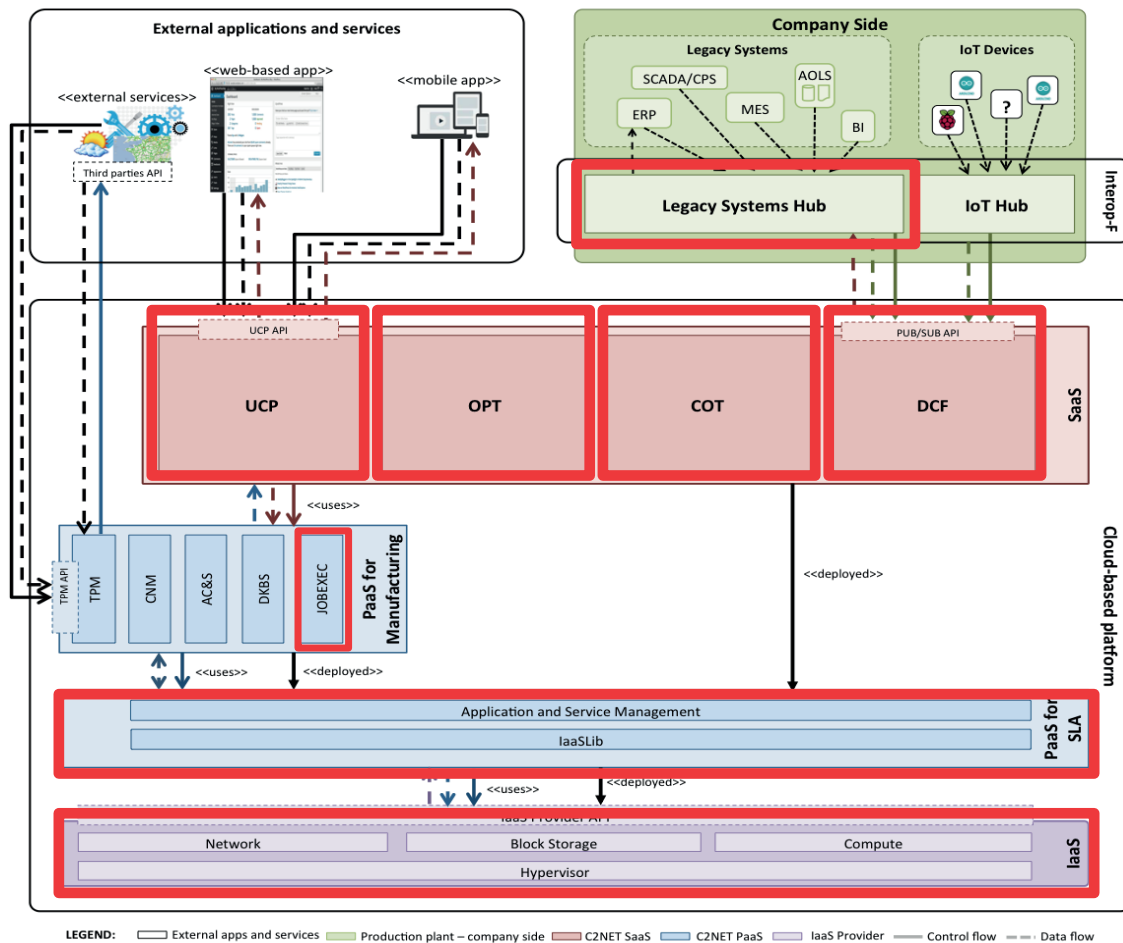 External applications and services
<<web-based app>>
<<mobile app>>
<<external services>>
Third parties API
Company Side
Legacy Systems
IoT Devices
SCADA/CPS
AOLS
ERP
MES
BI
?
Legacy Systems Hub
IoT Hub
Interop-F
UCP API
PUB/SUB API
UCP
OPT
COT
DCF
SaaS
<<uses>>
TPM API
TPM
CNM
AC&S
DKBS
JOBEXEC
PaaS for
Manufacturing
<<deployed>>
Cloud-based platform
<<uses>>
<<deployed>>
Application and Service Management
IaaSLib
PaaS for
SLA
<<uses>>
<<deployed>>
IaaS Provider API
Network
Block Storage
Compute
Hypervisor
IaaS
LEGEND:
External apps and services
Production plant – company side
C2NET SaaS
C2NET PaaS
IaaS Provider
Control flow
Data flow